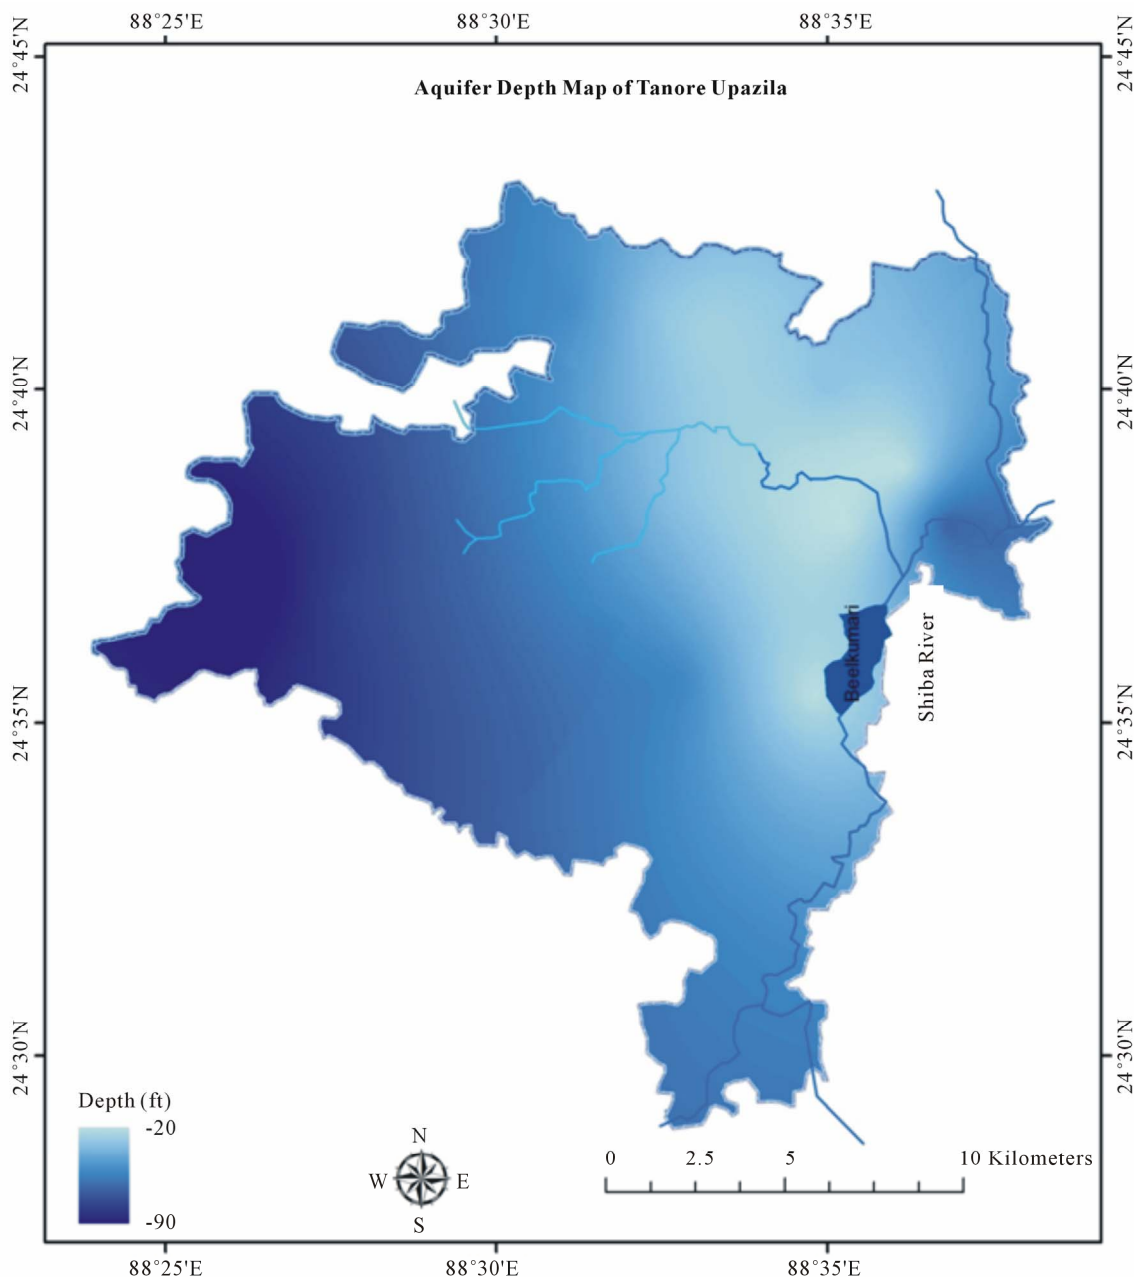 88°25'E 88°30'E 88°35'E
24°45'N 24°45'N
Aquifer Depth Map of Tanore Upazila
24°40'N 24°40'N
Beelkumari
Shiba River
24°35'N 24°35'N
24°30'N 24°30'N
Depth (ft)
-20
-90
N
W E
S
0 2.5 5 10 Kilometers
88°25'E 88°30'E 88°35'E